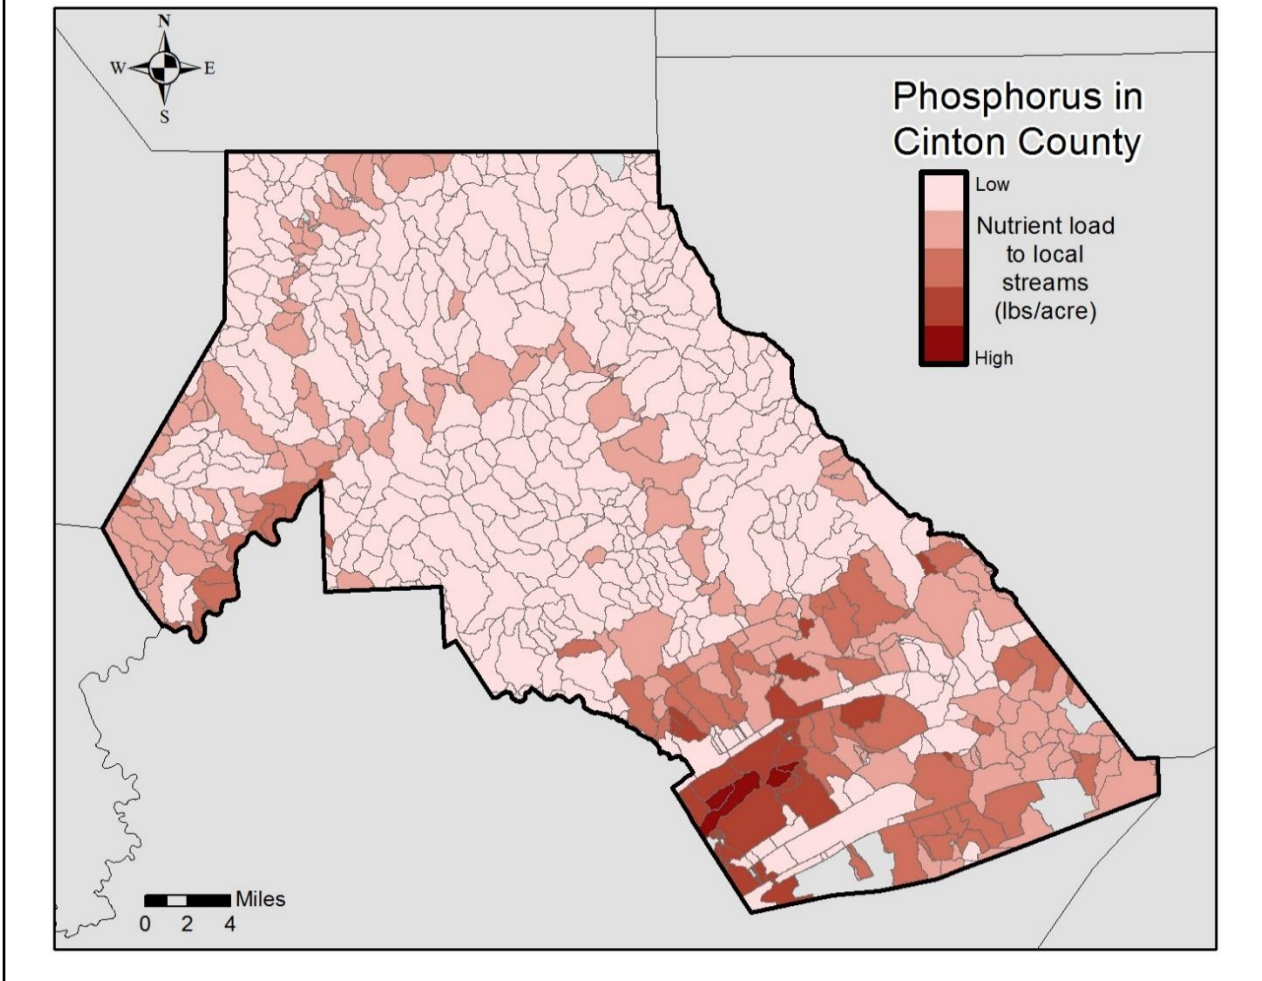 N
W E
S
Phosphorus in
Cinton County
Low
Nutrient load
to local
streams
(lbs/acre)
High
Miles
0 2 4